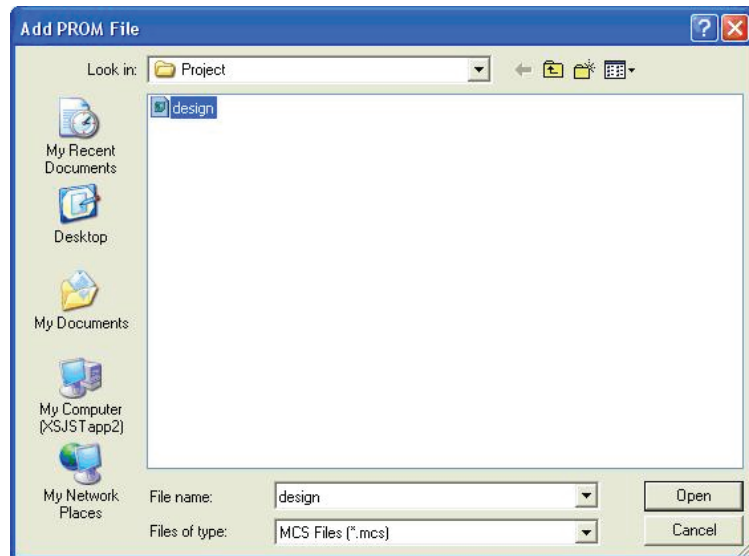 Add PROM File
Look in:
Project
design
My Recent
Documents
Desktop
My Documents
My Computer
(XSJSTapp2)
My Network
Places
File name:
design
Open
Files of type:
MCS Files (*.mcs)
Cancel